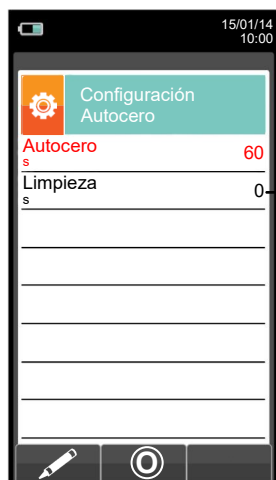 15/01/14
10:00
Configuración
Autocero
Autocero 60
s
Limpieza 0
s